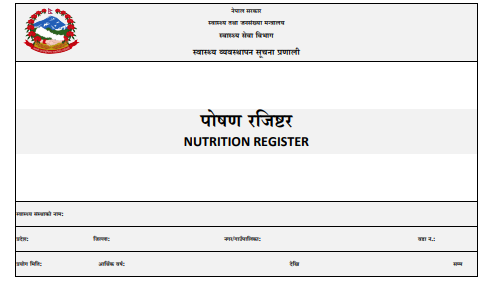 नेपाल सरकार
स्वास्थ्य तथा जनसंख्या मन्त्रालय
स्वास्थ्य सेवा विभाग
स्वास्थ्य व्यवस्थापन सूचना प्रणाली
पोषण रजिष्टर
NUTRITION REGISTER
स्वास्थ्य संस्थाको नाम:
प्रदेश: जिल्ला: नगर/गाउँपालिका: वडा न.:
प्रयोग मिति: आर्थिक वर्ष: देखि सम्म